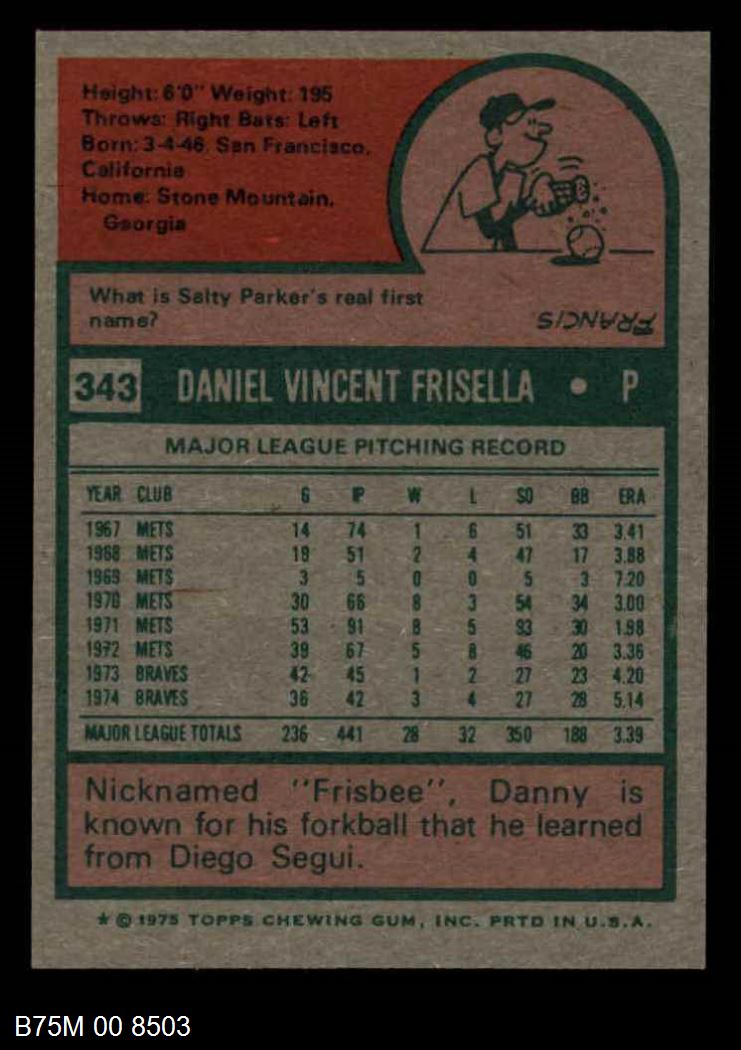 Height: 6'0" Weight: 195
Throws: Right Bats: Left
Born: 3-4-46, San Francisco,
California
Home: Stone Mountain,
Georgia
What is Salty Parker's real first
name?
FRANCIS.
343 DANIEL VINCENT FRISELLA • P
MAJOR LEAGUE PITCHING RECORD
YEAR CLUB G IP W L SO BB ERA
1967 METS 14 74 1 6 51 33 3.41
1968 METS 19 51 2 4 47 17 3.88
1969 METS 3 5 0 0 5 3 7.20
1970 METS 30 66 8 3 54 34 3.00
1971 METS 53 91 8 5 93 30 1.98
1972 METS 39 67 5 8 46 20 3.36
1973 BRAVES 42 45 1 2 27 23 4.20
1974 BRAVES 36 42 3 4 27 28 5.14
MAJOR LEAGUE TOTALS 236 441 28 32 350 188 3.39
Nicknamed "Frisbee", Danny is
known for his forkball that he learned
from Diego Segui.
★ © 1975 TOPPS CHEWING GUM, INC. PRTD IN U.S.A.
B75M 00 8503